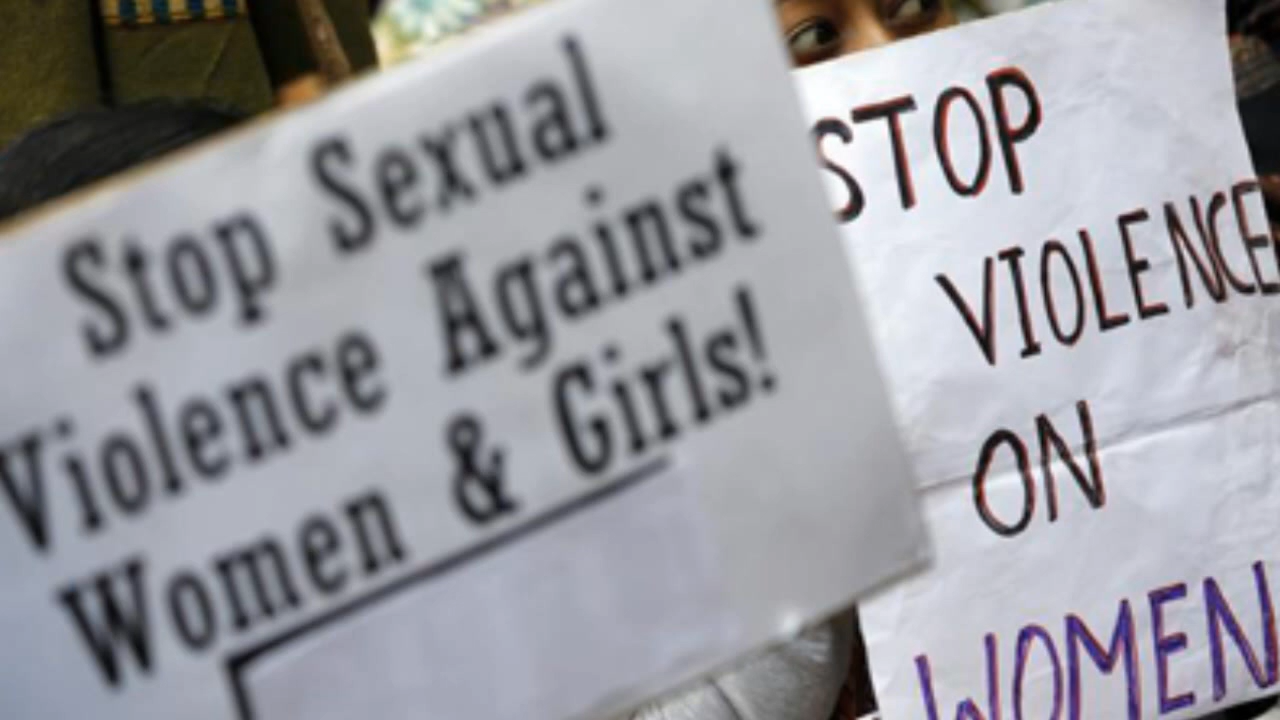 Stop Sexual
Violence Against
Women & Girls!
STOP
VIOLENCE
ON
WOMEN